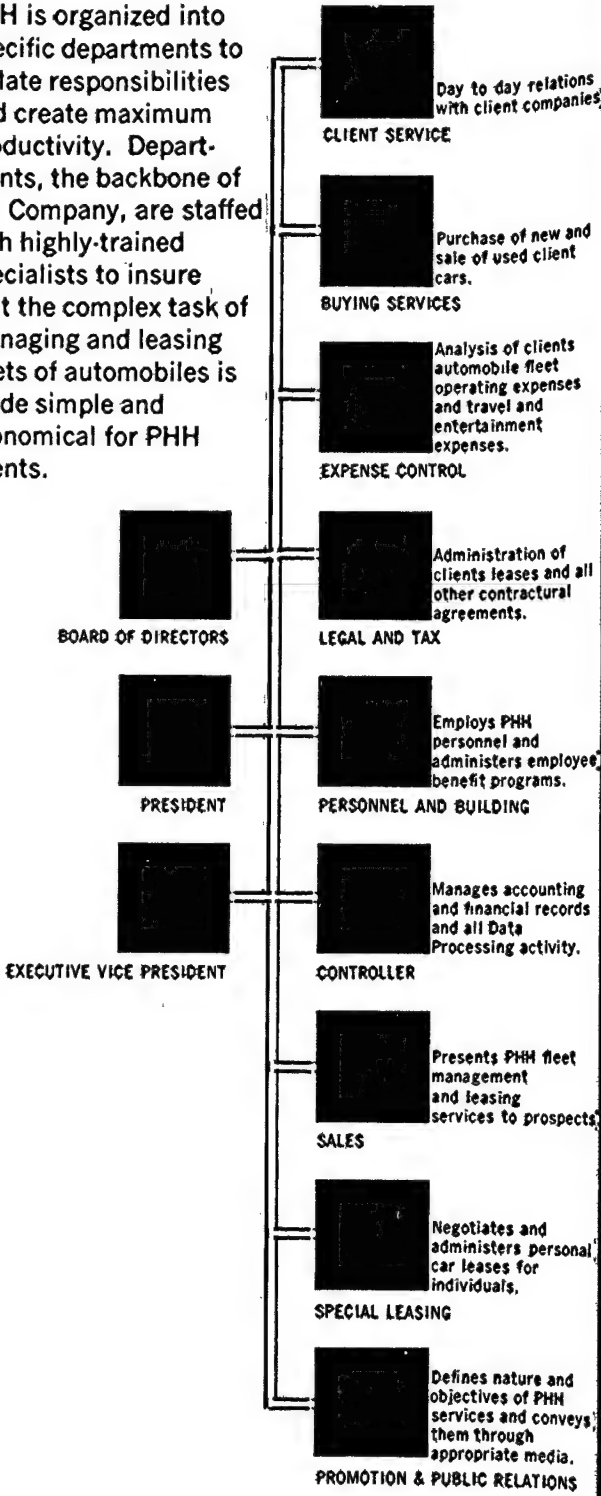 H is organized into
ecific departments to
late responsibilities
d create maximum
oductivity. Depart-
nts, the backbone of
Company, are staffed
h highly-trained
ecialists to insure
t the complex task of
naging and leasing
ets of automobiles is
de simple and
onomical for PHH
ents.
Day to day relations
with client companies
CLIENT SERVICE
Purchase of new and
sale of used client
cars.
BUYING SERVICES
Analysis of clients
automobile fleet
operating expenses
and travel and
entertainment
expenses.
EXPENSE CONTROL
BOARD OF DIRECTORS
Administration of
clients leases and all
other contractural
agreements.
LEGAL AND TAX
PRESIDENT
Employs PHH
personnel and
administers employee
benefit programs.
PERSONNEL AND BUILDING
EXECUTIVE VICE PRESIDENT
Manages accounting
and financial records
and all Data
Processing activity.
CONTROLLER
Presents PHH fleet
management
and leasing
services to prospects
SALES
Negotiates and
administers personal
car leases for
individuals.
SPECIAL LEASING
Defines nature and
objectives of PHH
services and conveys
them through
appropriate media.
PROMOTION & PUBLIC RELATIONS